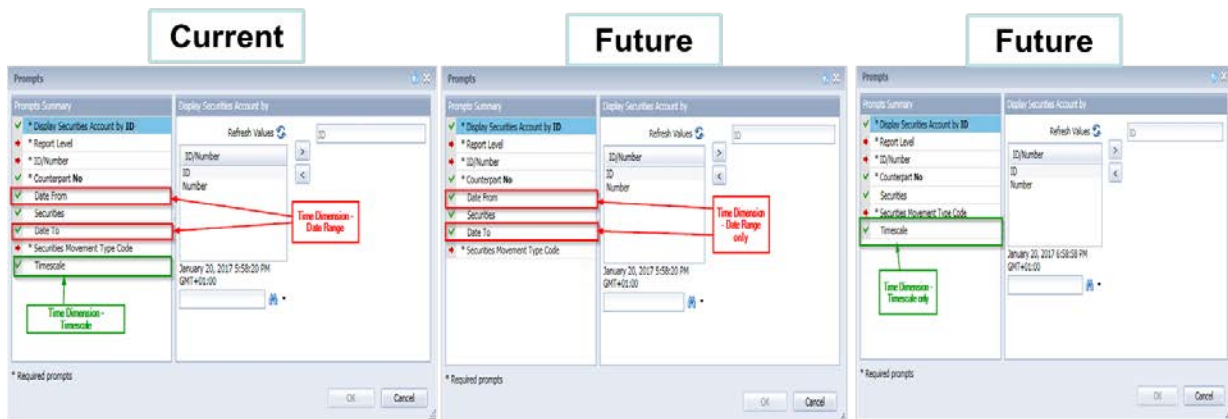 Current
Prompts
Prompts Summary
Display Securities Account by
* Display Securities Account by ID
* Report Level
* ID/Number
* Counterpart No
Date From
Securities
Date To
* Securities Movement Type Code
Timescale
Refresh Values
ID
ID/Number
ID
Number
Time Dimension -
Date Range
January 20, 2017 5:58:20 PM
GMT+01:00
Time Dimension -
Timescale
* Required prompts
OK
Cancel
Future
Prompts
Prompts Summary
Display Securities Account by
* Display Securities Account by ID
* Report Level
* ID/Number
* Counterpart No
Date From
Securities
Date To
* Securities Movement Type Code
Refresh Values
ID
ID/Number
ID
Number
Time Dimension
- Date Range
only
January 20, 2017 5:58:20 PM
GMT+01:00
* Required prompts
OK
Cancel
Future
Prompts
Prompts Summary
Display Securities Account by
* Display Securities Account by ID
* Report Level
* ID/Number
* Counterpart No
Securities
* Securities Movement Type Code
Timescale
Refresh Values
ID
ID/Number
ID
Number
Time Dimension -
Timescale only
January 20, 2017 6:58:58 PM
GMT+01:00
* Required prompts
OK
Cancel